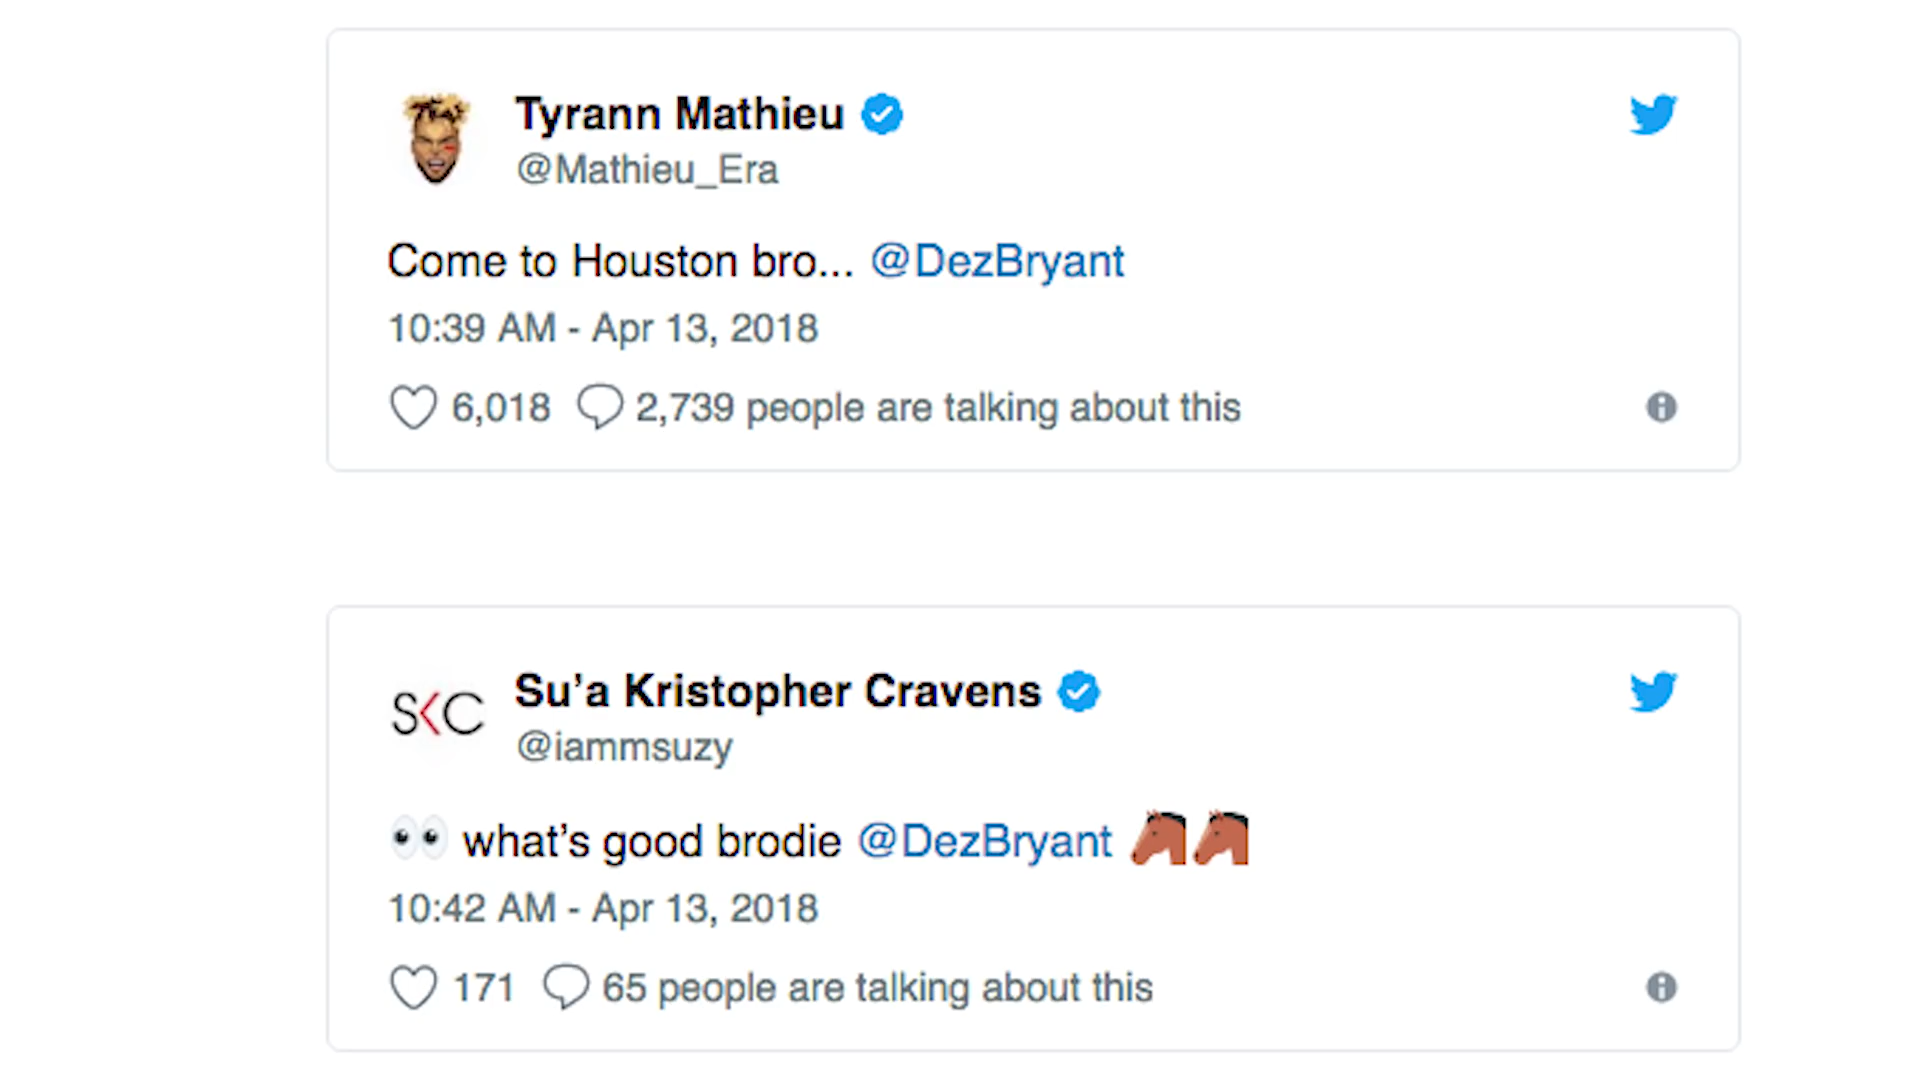 Tyrann Mathieu
@Mathieu_Era
Come to Houston bro... @DezBryant
10:39 AM - Apr 13, 2018
6,018 2,739 people are talking about this
SKC
Su’a Kristopher Cravens
@iammsuzy
👀 what’s good brodie @DezBryant 🐴🐴
10:42 AM - Apr 13, 2018
171 65 people are talking about this